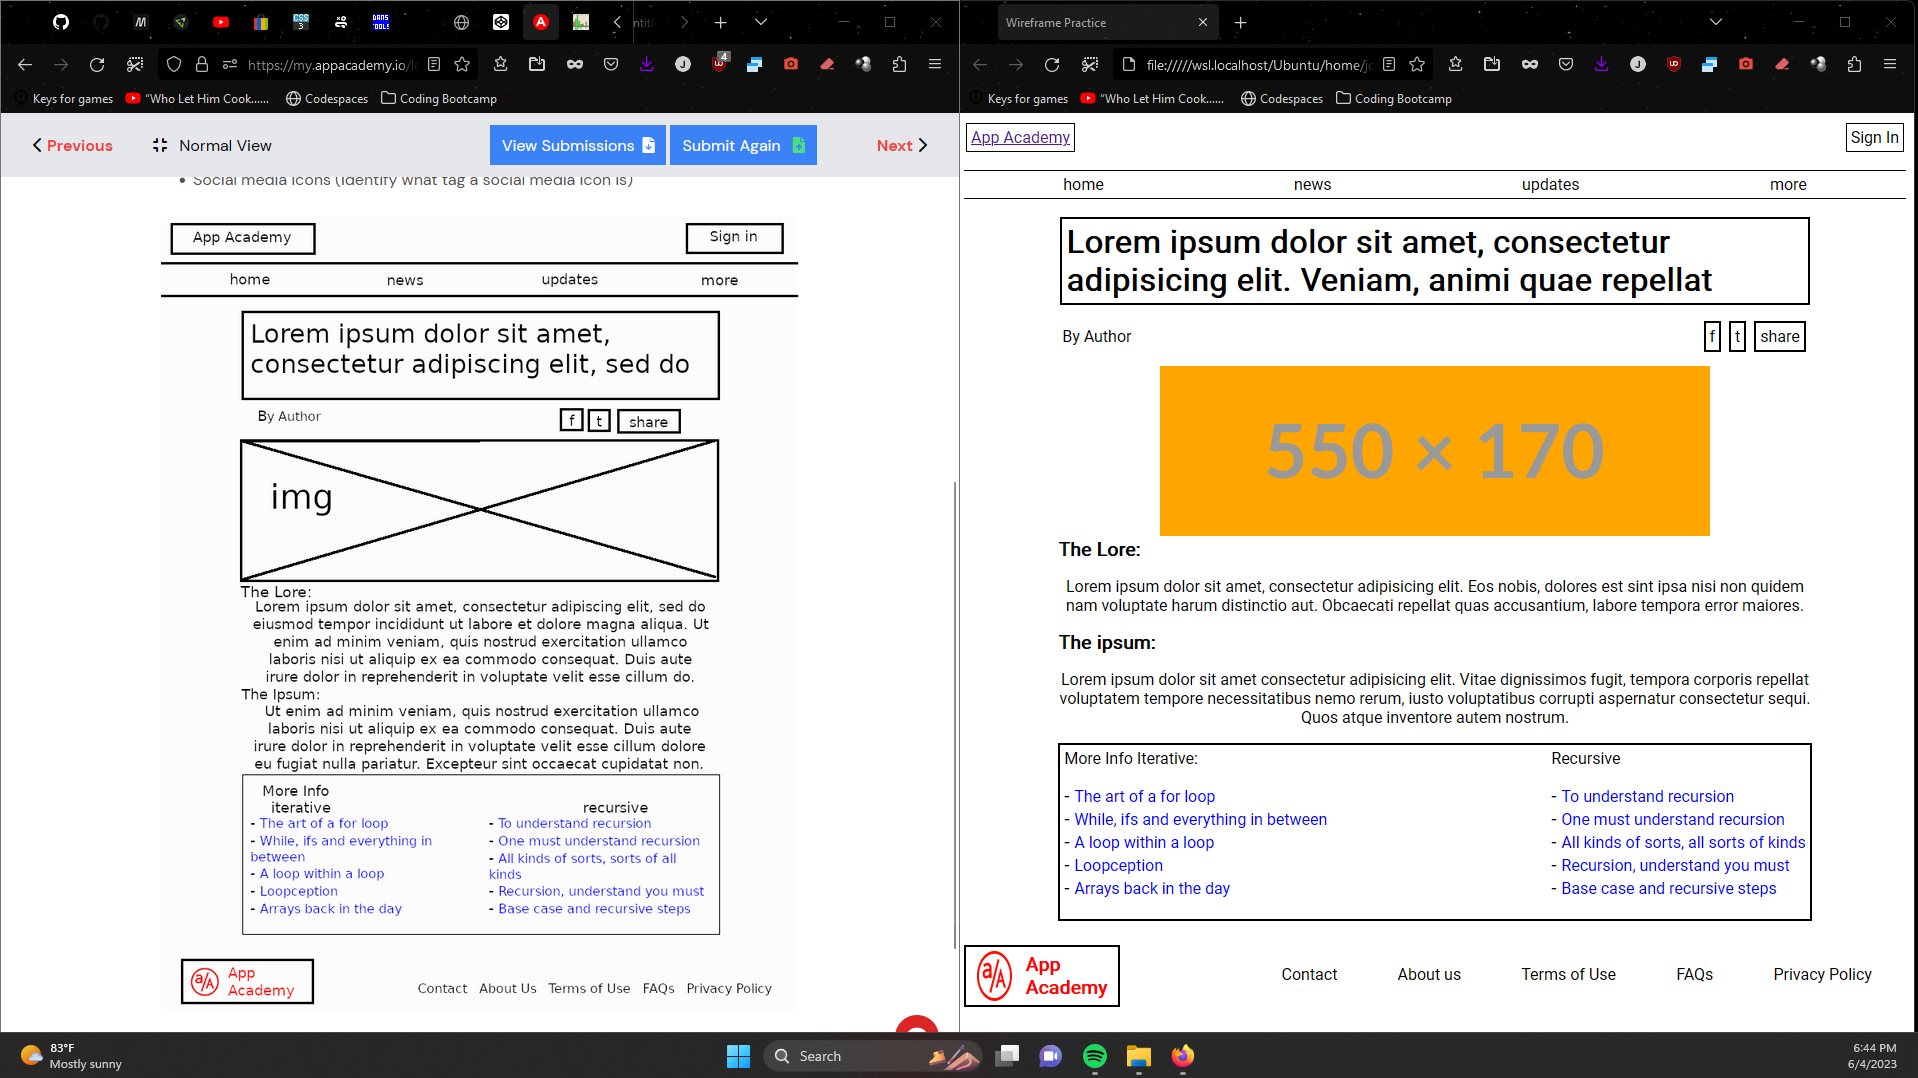 CSS
3
DANS
TOOLS
https://my.appacademy.io/le
4
Keys for games
"Who Let Him Cook......
Codespaces
Coding Bootcamp
Previous
Normal View
View Submissions
Submit Again
Next
Social media icons (Identify what tag a social media icon is)
App Academy
Sign in
home
news
updates
more
Lorem ipsum dolor sit amet,
consectetur adipiscing elit, sed do
By Author
f
t
share
img
The Lore:
Lorem ipsum dolor sit amet, consectetur adipiscing elit, sed do
eiusmod tempor incididunt ut labore et dolore magna aliqua. Ut
enim ad minim veniam, quis nostrud exercitation ullamco
laboris nisi ut aliquip ex ea commodo consequat. Duis aute
irure dolor in reprehenderit in voluptate velit esse cillum do.
The Ipsum:
Ut enim ad minim veniam, quis nostrud exercitation ullamco
laboris nisi ut aliquip ex ea commodo consequat. Duis aute
irure dolor in reprehenderit in voluptate velit esse cillum dolore
eu fugiat nulla pariatur. Excepteur sint occaecat cupidatat non.
More Info
iterative
- The art of a for loop
- While, ifs and everything in
between
- A loop within a loop
- Loopception
- Arrays back in the day
recursive
- To understand recursion
- One must understand recursion
- All kinds of sorts, sorts of all
kinds
- Recursion, understand you must
- Base case and recursive steps
a/A
App
Academy
Contact
About Us
Terms of Use
FAQs
Privacy Policy
Wireframe Practice
file://///wsl.localhost/Ubuntu/home/jc
Keys for games
"Who Let Him Cook......
Codespaces
Coding Bootcamp
App Academy
Sign In
home
news
updates
more
Lorem ipsum dolor sit amet, consectetur
adipisicing elit. Veniam, animi quae repellat
By Author
f
t
share
550 × 170
The Lore:
Lorem ipsum dolor sit amet, consectetur adipisicing elit. Eos nobis, dolores est sint ipsa nisi non quidem
nam voluptate harum distinctio aut. Obcaecati repellat quas accusantium, labore tempora error maiores.
The ipsum:
Lorem ipsum dolor sit amet consectetur adipisicing elit. Vitae dignissimos fugit, tempora corporis repellat
voluptatem tempore necessitatibus nemo rerum, iusto voluptatibus corrupti aspernatur consectetur sequi.
Quos atque inventore autem nostrum.
More Info Iterative:
- The art of a for loop
- While, ifs and everything in between
- A loop within a loop
- Loopception
- Arrays back in the day
Recursive
- To understand recursion
- One must understand recursion
- All kinds of sorts, all sorts of kinds
- Recursion, understand you must
- Base case and recursive steps
a/A
App
Academy
Contact
About us
Terms of Use
FAQs
Privacy Policy
83°F
Mostly sunny
Search
6:44 PM
6/4/2023